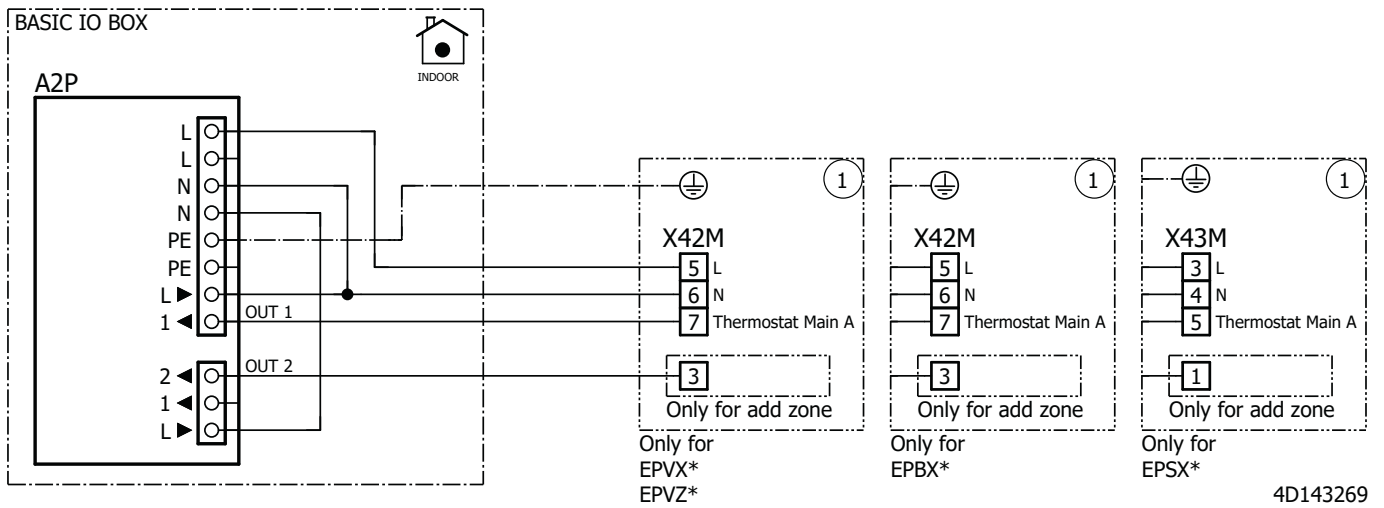 BASIC IO BOX
INDOOR
A2P
L
L
N
N
PE
PE
L ▶
1 ◀ OUT 1
2 ◀ OUT 2
1 ◀
L ▶
1
X42M
5 L
6 N
7 Thermostat Main A
3
Only for add zone
Only for
EPVX*
EPVZ*
1
X42M
5 L
6 N
7 Thermostat Main A
3
Only for add zone
Only for
EPBX*
1
X43M
3 L
4 N
5 Thermostat Main A
1
Only for add zone
Only for
EPSX*
4D143269